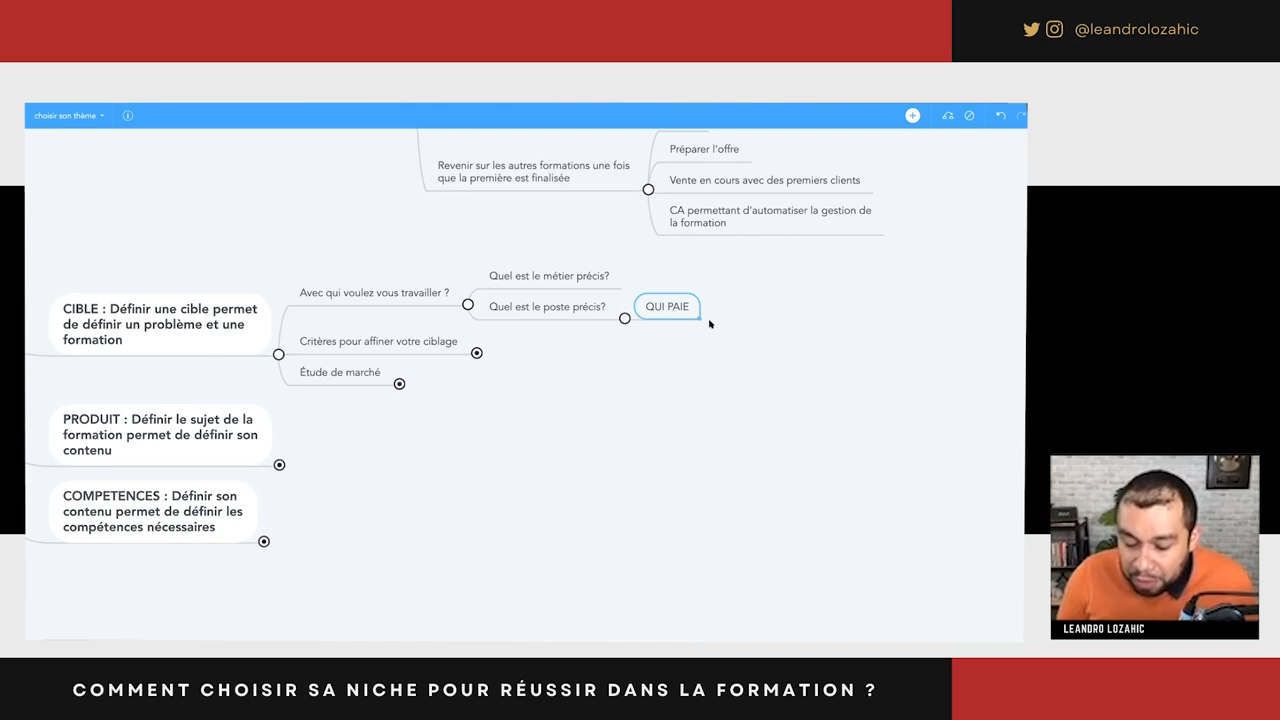 @leandrolozahic
choisir son thème
Préparer l'offre
Revenir sur les autres formations une fois
que la première est finalisée
Vente en cours avec des premiers clients
CA permettant d'automatiser la gestion de
la formation
Quel est le métier précis?
Avec qui voulez vous travailler ?
CIBLE : Définir une cible permet
de définir un problème et une
formation
Quel est le poste précis?
QUI PAIE
Critères pour affiner votre ciblage
Étude de marché
PRODUIT : Définir le sujet de la
formation permet de définir son
contenu
COMPETENCES : Définir son
contenu permet de définir les
compétences nécessaires
LEANDRO LOZAHIC
COMMENT CHOISIR SA NICHE POUR RÉUSSIR DANS LA FORMATION ?